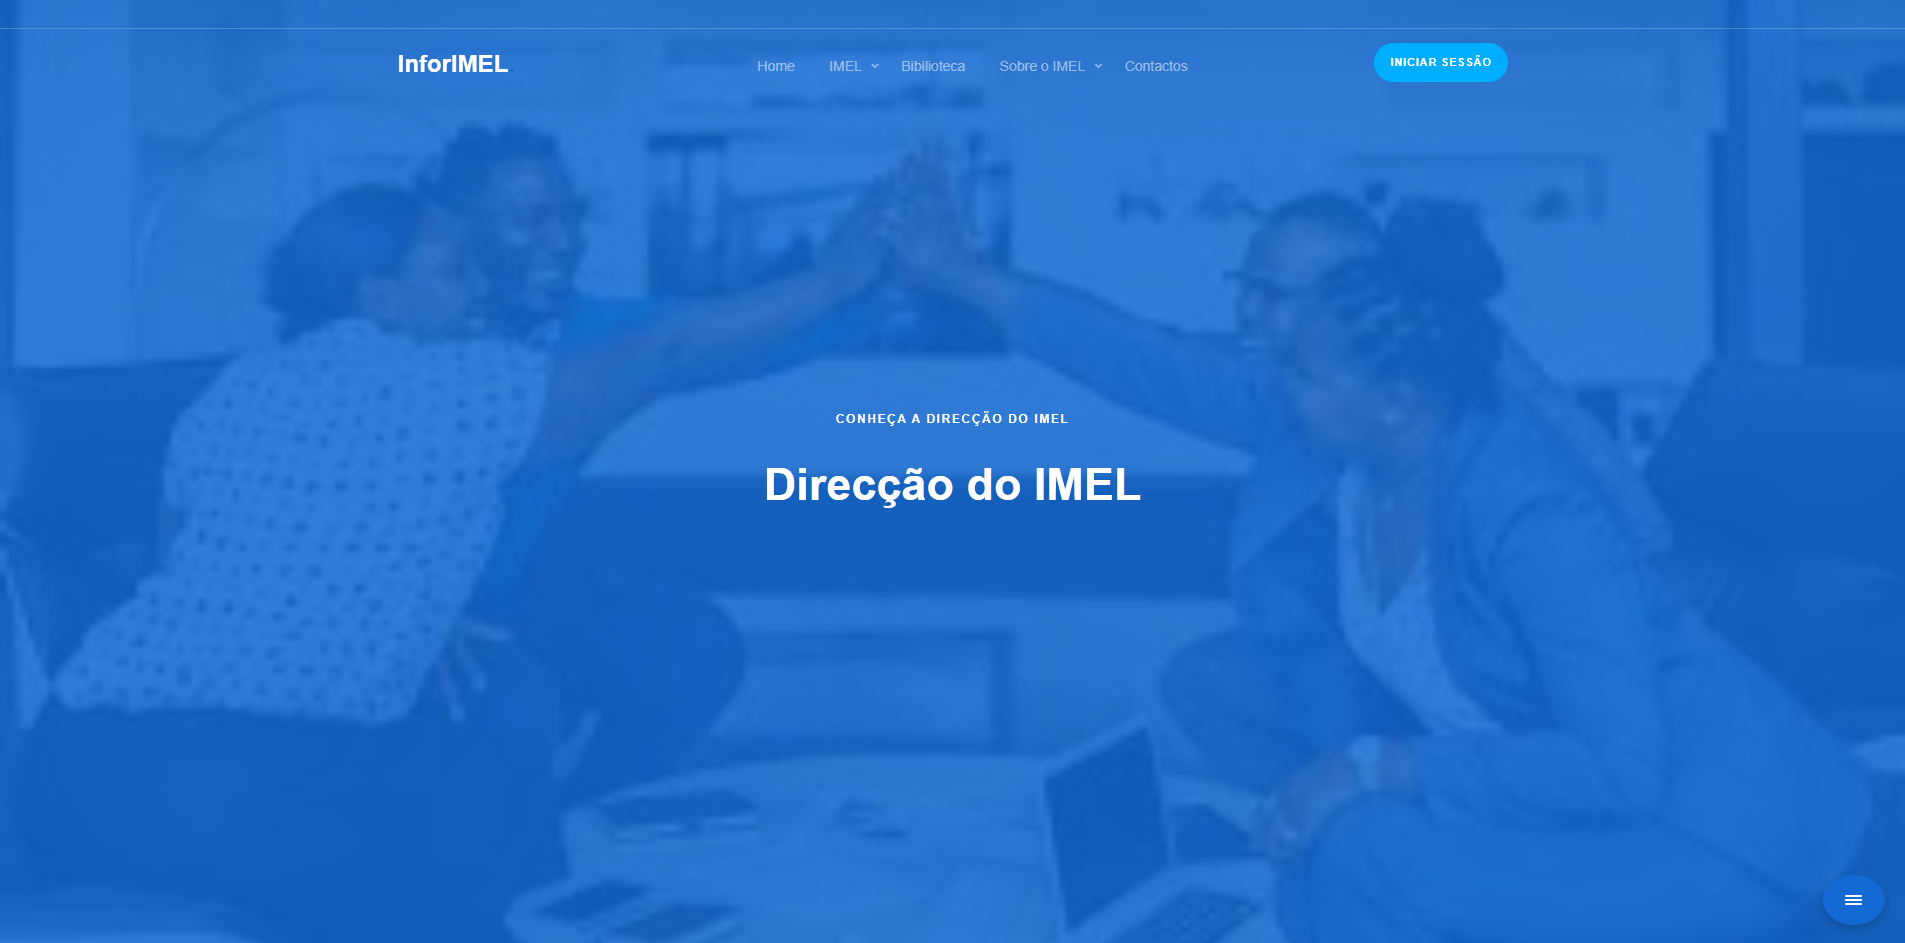 InforIMEL
Home
IMEL
Bibilioteca
Sobre o IMEL
Contactos
INICIAR SESSÃO
CONHEÇA A DIRECÇÃO DO IMEL
Direcção do IMEL